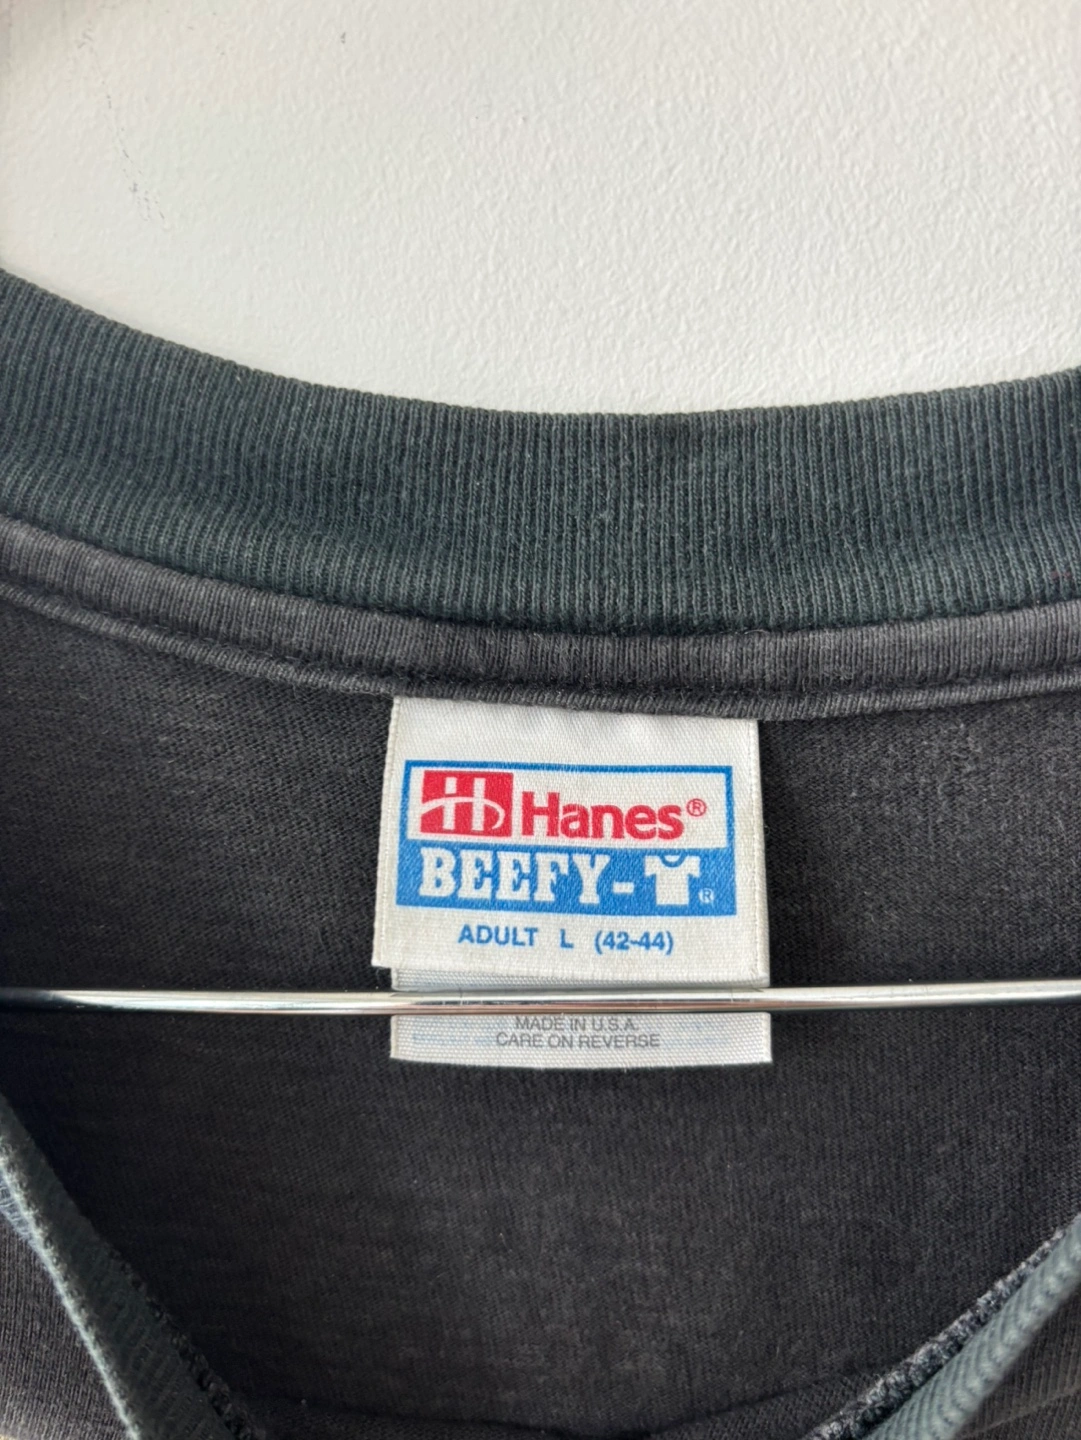 Hanes®
BEEFY-T®
ADULT L (42-44)
MADE IN U.S.A.
CARE ON REVERSE